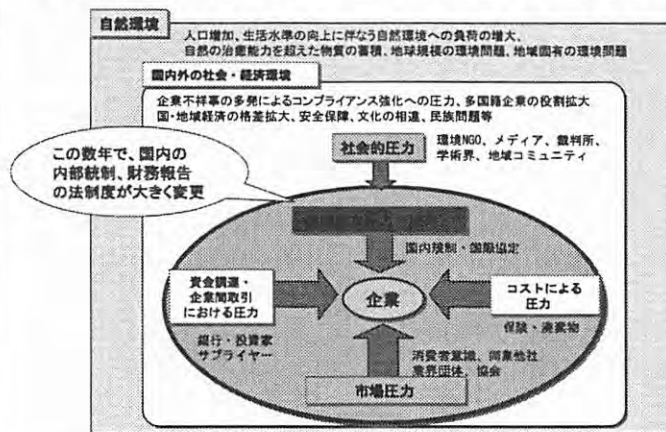 自然環境
人口増加、生活水準の向上に伴なう自然環境への負荷の増大、
自然の治癒能力を超えた物質の蓄積、地球規模の環境問題、地域固有の環境問題
国内外の社会・経済環境
企業不祥事の多発によるコンプライアンス強化への圧力、多国籍企業の役割拡大
国・地域経済の格差拡大、安全保障、文化の相違、民族問題等
社会的圧力
環境NGO、メディア、裁判所、
学術界、地域コミュニティ
この数年で、国内の
内部統制、財務報告
の法制度が大きく変更
国内規制・国際協定
資金調達・
企業間取引
における圧力
企業
コストによる
圧力
銀行・投資家
サプライヤー
保険・廃棄物
消費者意識、同業他社
業界団体、協会
市場圧力